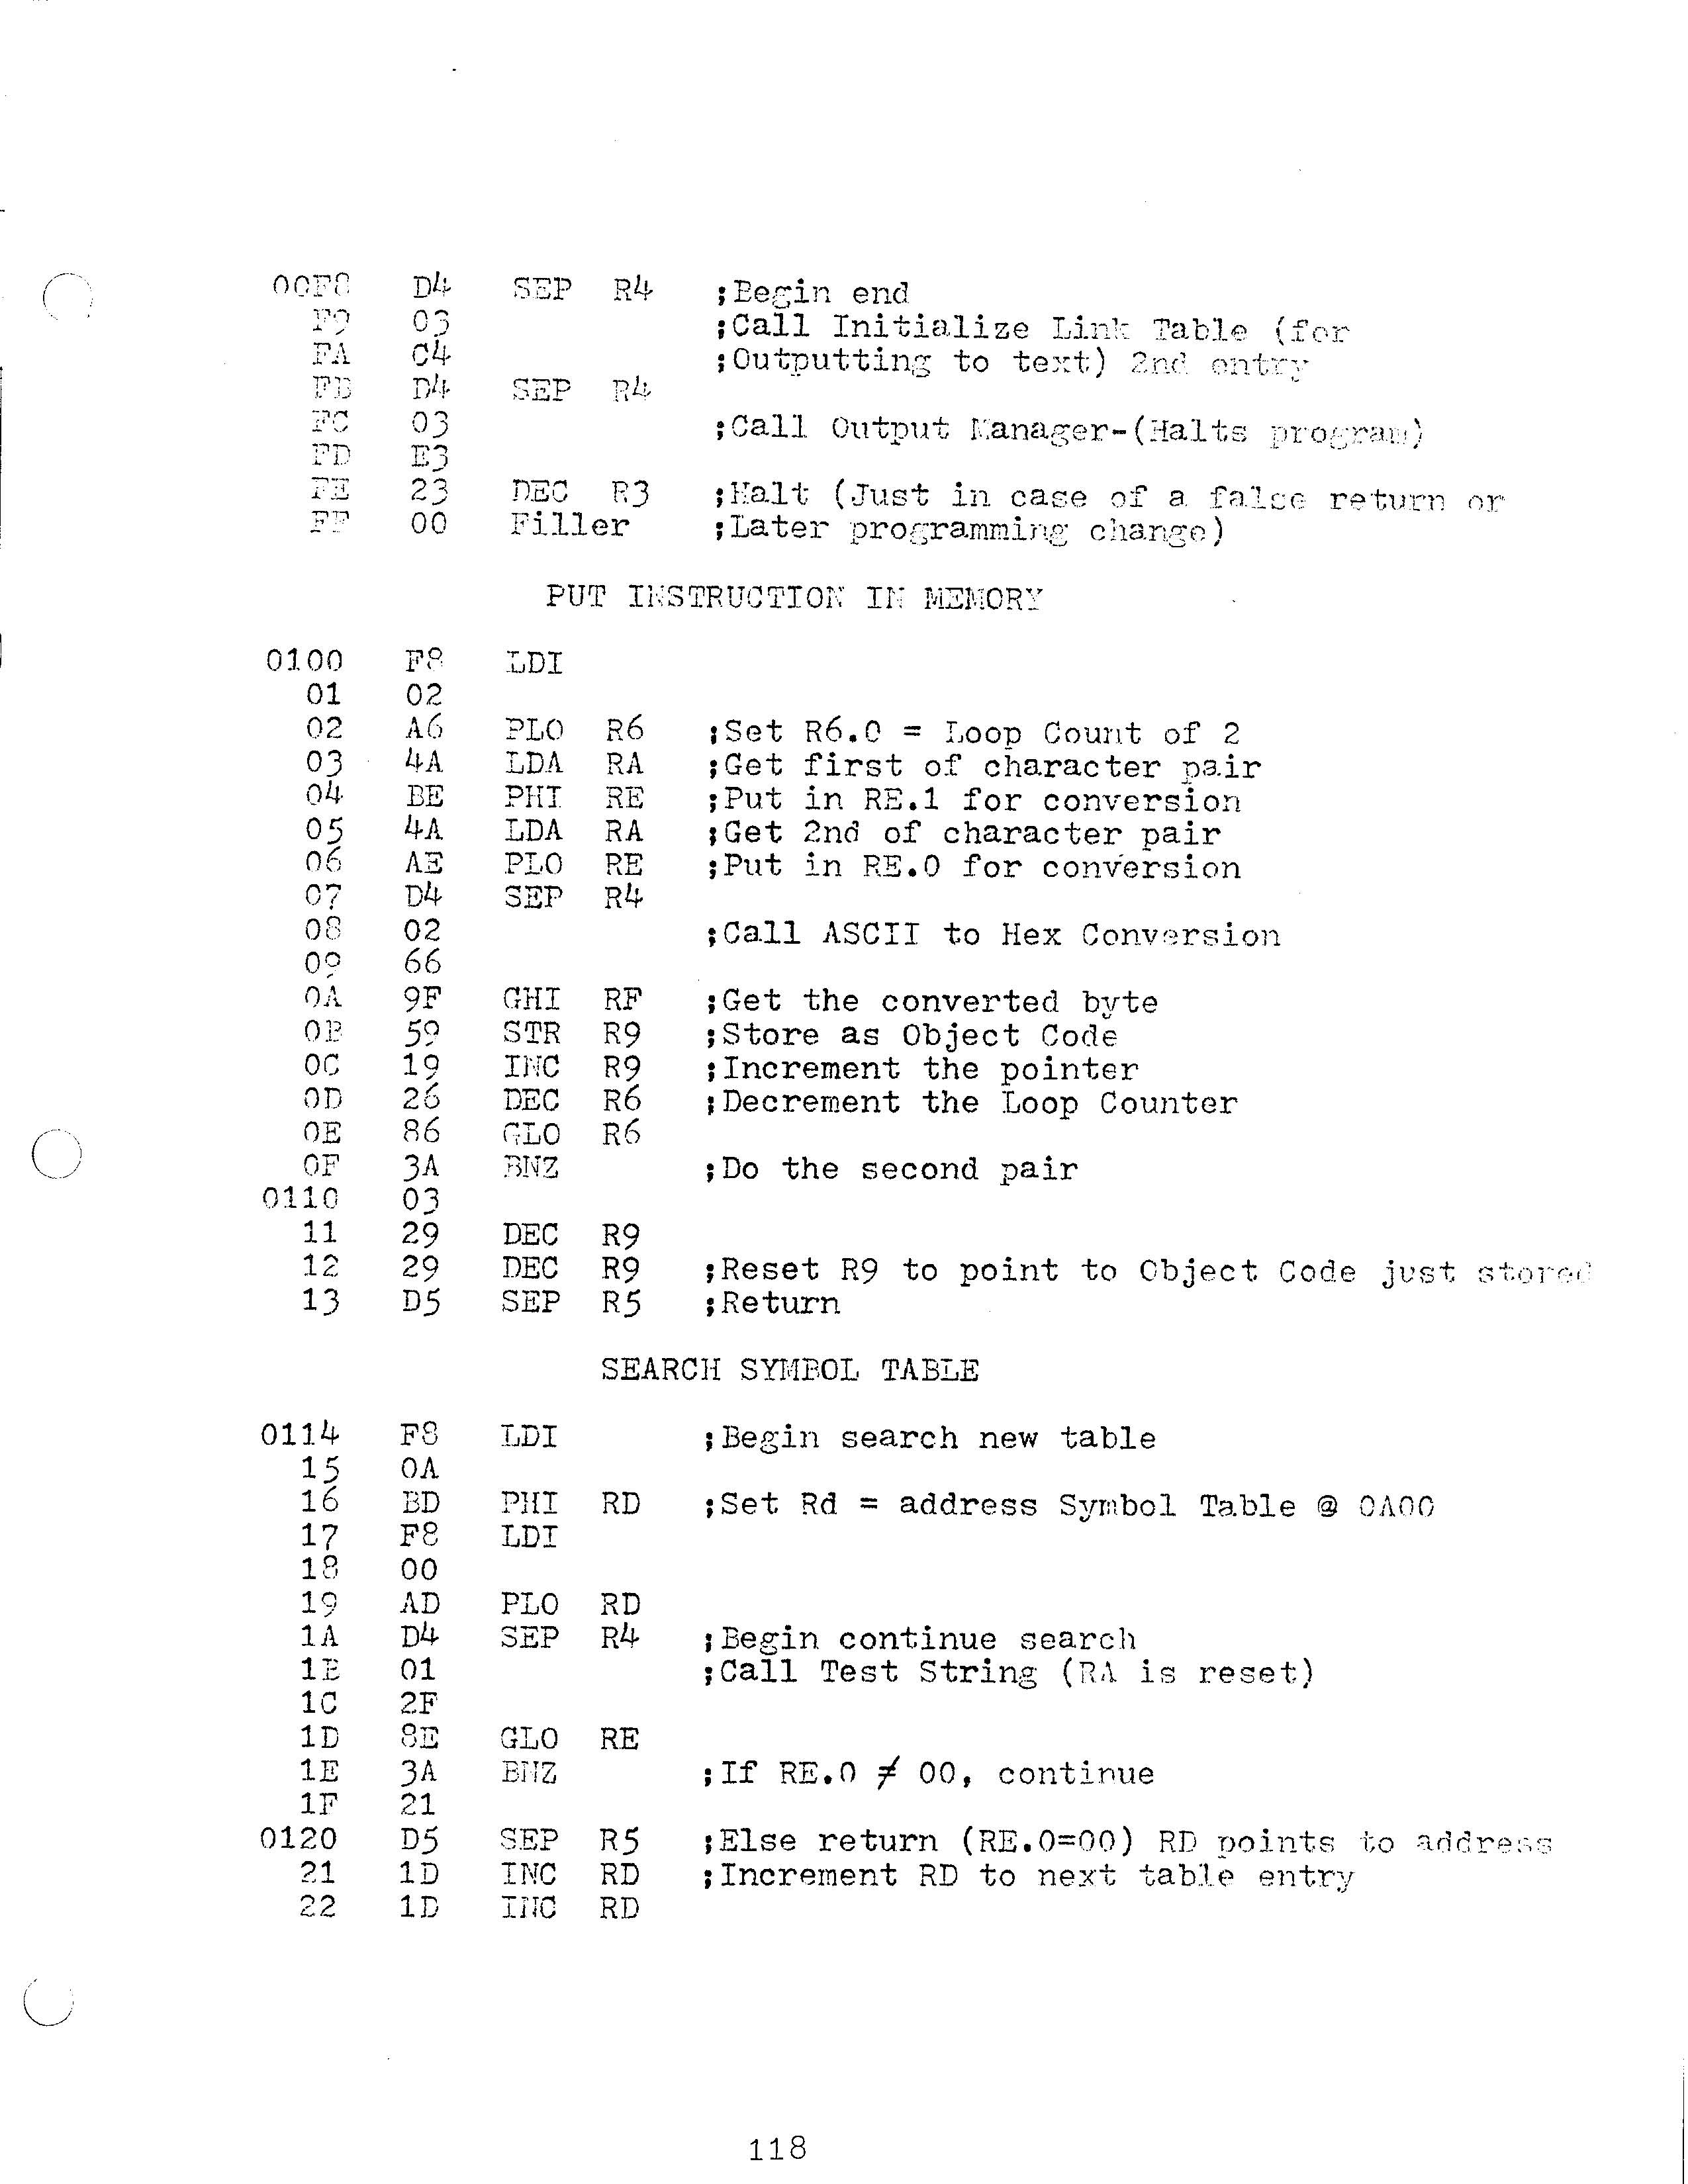 00F8 D4 SEP R4 ;Begin end
F9 03 ;Call Initialize Link Table (for
FA C4 ;Outputting to text) 2nd entry
FB D4 SEP R4
FC 03 ;Call Output Manager-(Halts program)
FD E3
FE 23 DEC R3 ;Halt (Just in case of a false return or
FF 00 Filler ;Later programming change)
PUT INSTRUCTION IN MEMORY
0100 F8 LDI
01 02
02 A6 PLO R6 ;Set R6.0 = Loop Count of 2
03 4A LDA RA ;Get first of character pair
04 BE PHI RE ;Put in RE.1 for conversion
05 4A LDA RA ;Get 2nd of character pair
06 AE PLO RE ;Put in RE.0 for conversion
07 D4 SEP R4
08 02 ;Call ASCII to Hex Conversion
09 66
0A 9F GHI RF ;Get the converted byte
0B 59 STR R9 ;Store as Object Code
0C 19 INC R9 ;Increment the pointer
0D 26 DEC R6 ;Decrement the Loop Counter
0E 86 GLO R6
0F 3A BNZ ;Do the second pair
0110 03
11 29 DEC R9
12 29 DEC R9 ;Reset R9 to point to Object Code just stored
13 D5 SEP R5 ;Return
SEARCH SYMBOL TABLE
0114 F8 LDI ;Begin search new table
15 0A
16 BD PHI RD ;Set Rd = address Symbol Table @ 0A00
17 F8 LDI
18 00
19 AD PLO RD
1A D4 SEP R4 ;Begin continue search
1B 01 ;Call Test String (RA is reset)
1C 2F
1D 8E GLO RE
1E 3A BNZ ;If RE.0 ≠ 00, continue
1F 21
0120 D5 SEP R5 ;Else return (RE.0=00) RD points to address
21 1D INC RD ;Increment RD to next table entry
22 1D INC RD
118